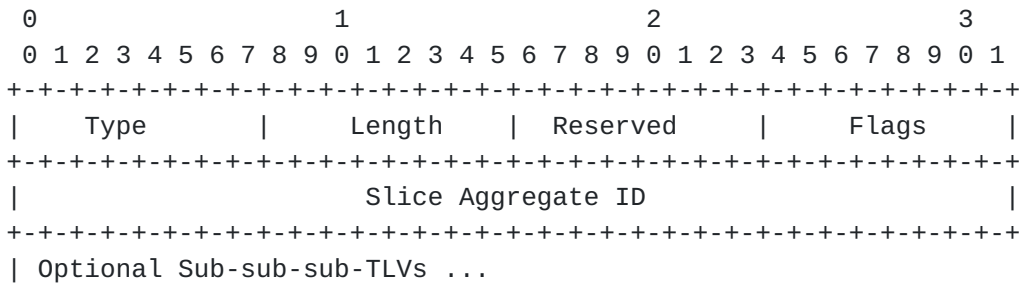 0                   1                   2                   3
 0 1 2 3 4 5 6 7 8 9 0 1 2 3 4 5 6 7 8 9 0 1 2 3 4 5 6 7 8 9 0 1
+-+-+-+-+-+-+-+-+-+-+-+-+-+-+-+-+-+-+-+-+-+-+-+-+-+-+-+-+-+-+-+-+
|    Type       |     Length    |  Reserved     |     Flags     |
+-+-+-+-+-+-+-+-+-+-+-+-+-+-+-+-+-+-+-+-+-+-+-+-+-+-+-+-+-+-+-+-+
|                      Slice Aggregate ID                       |
+-+-+-+-+-+-+-+-+-+-+-+-+-+-+-+-+-+-+-+-+-+-+-+-+-+-+-+-+-+-+-+-+
| Optional Sub-sub-sub-TLVs ...